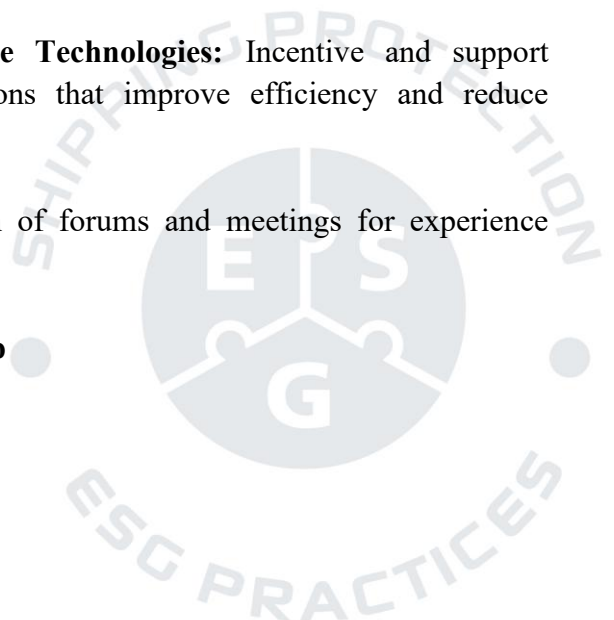 e Technologies: Incentive and support
ons that improve efficiency and reduce
of forums and meetings for experience
SHIPPING PROTECTION
E P S
G
ESG PRACTICES